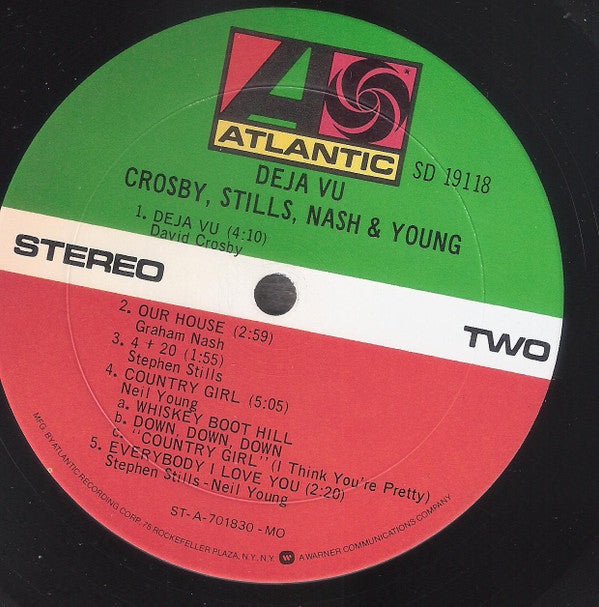 ATLANTIC
SD 19118
DEJA VU
CROSBY, STILLS, NASH & YOUNG
1. DEJA VU (4:10)
David Crosby
STEREO
TWO
2. OUR HOUSE (2:59)
Graham Nash
3. 4 + 20 (1:55)
Stephen Stills
4. COUNTRY GIRL (5:05)
Neil Young
a. WHISKEY BOOT HILL
b. DOWN, DOWN, DOWN
c. "COUNTRY GIRL" (I Think You're Pretty)
5. EVERYBODY I LOVE YOU (2:20)
Stephen Stills - Neil Young
ST-A-701830-MO
MFG. BY ATLANTIC RECORDING CORP. 75 ROCKEFELLER PLAZA, N.Y. N.Y. W A WARNER COMMUNICATIONS COMPANY